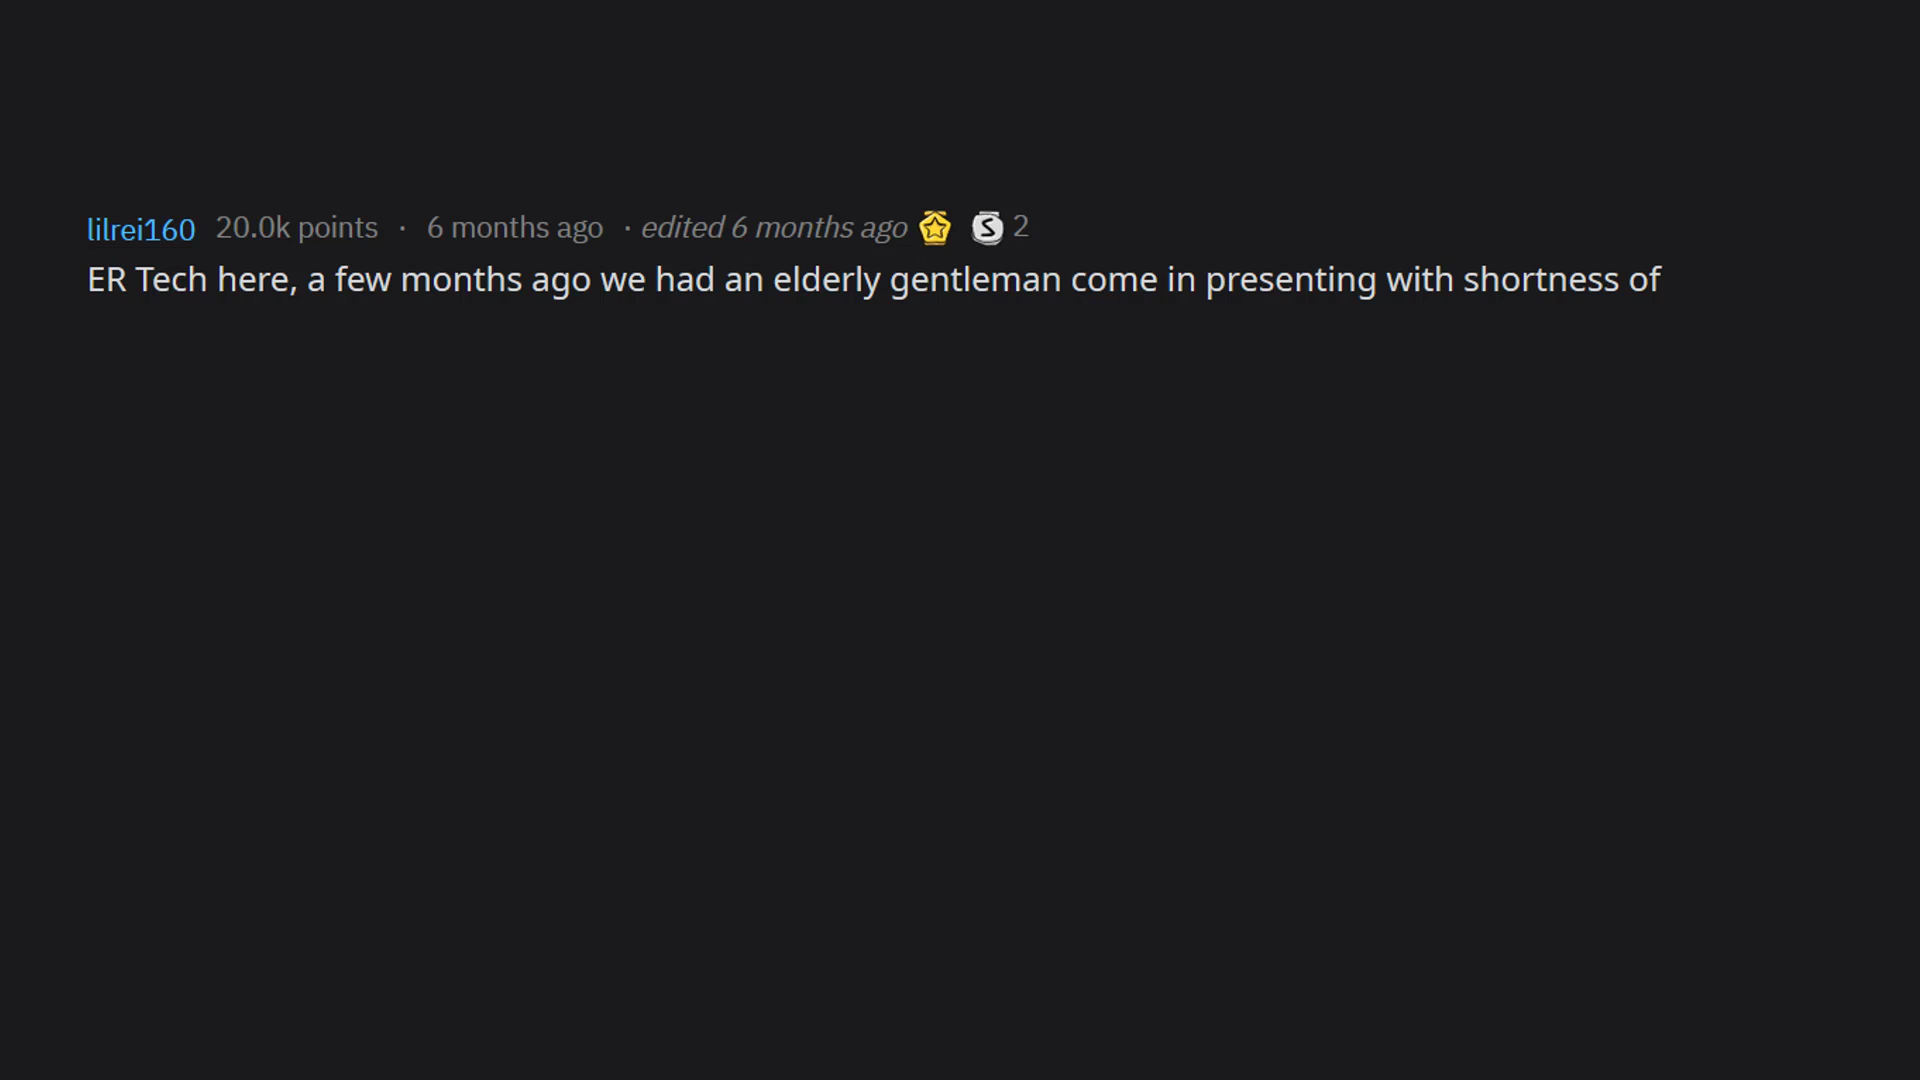 lilrei160 20.0k points · 6 months ago · edited 6 months ago S 2
ER Tech here, a few months ago we had an elderly gentleman come in presenting with shortness of